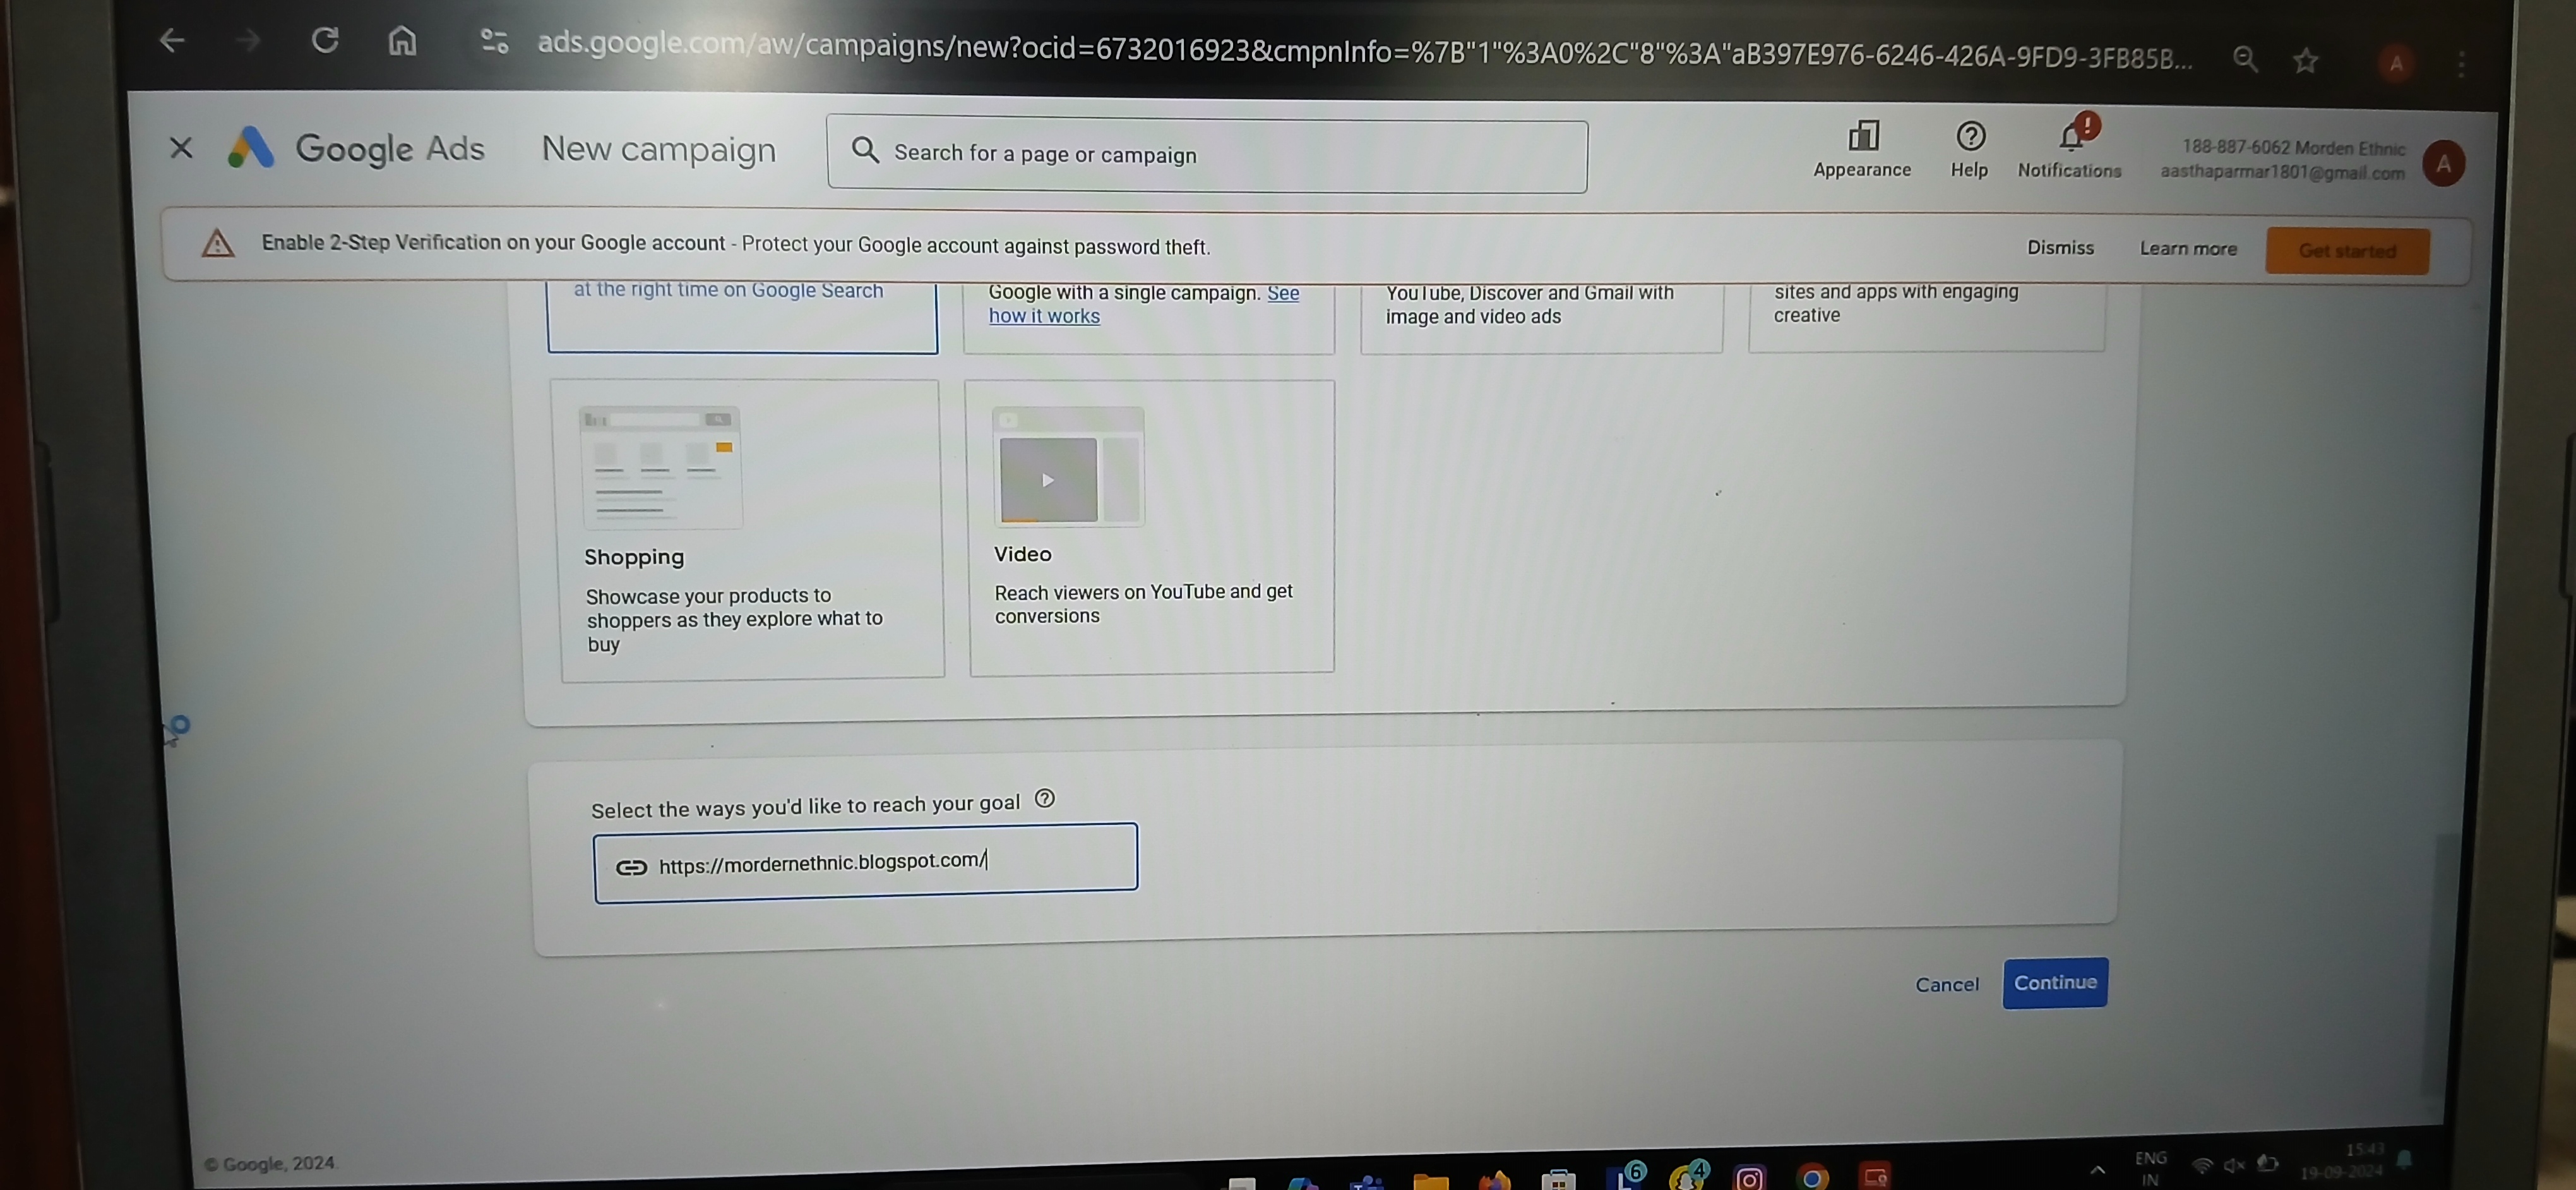 ads.google.com/aw/campaigns/new?ocid=6732016923&cmpnInfo=%7B"1"%3A0%2C"8"%3A"aB397E976-6246-426A-9FD9-3FB85B...
A
Google Ads
New campaign
Search for a page or campaign
Appearance
Help
Notifications
188-887-6062 Morden Ethnic
aasthaparmar1801@gmail.com
A
Enable 2-Step Verification on your Google account - Protect your Google account against password theft.
Dismiss
Learn more
Get started
at the right time on Google Search
Google with a single campaign. See
how it works
YouTube, Discover and Gmail with
image and video ads
sites and apps with engaging
creative
Shopping
Showcase your products to
shoppers as they explore what to
buy
Video
Reach viewers on YouTube and get
conversions
Select the ways you'd like to reach your goal
https://mordernethnic.blogspot.com/
Cancel
Continue
© Google, 2024.
6
4
ENG
IN
15:43
19-09-2024